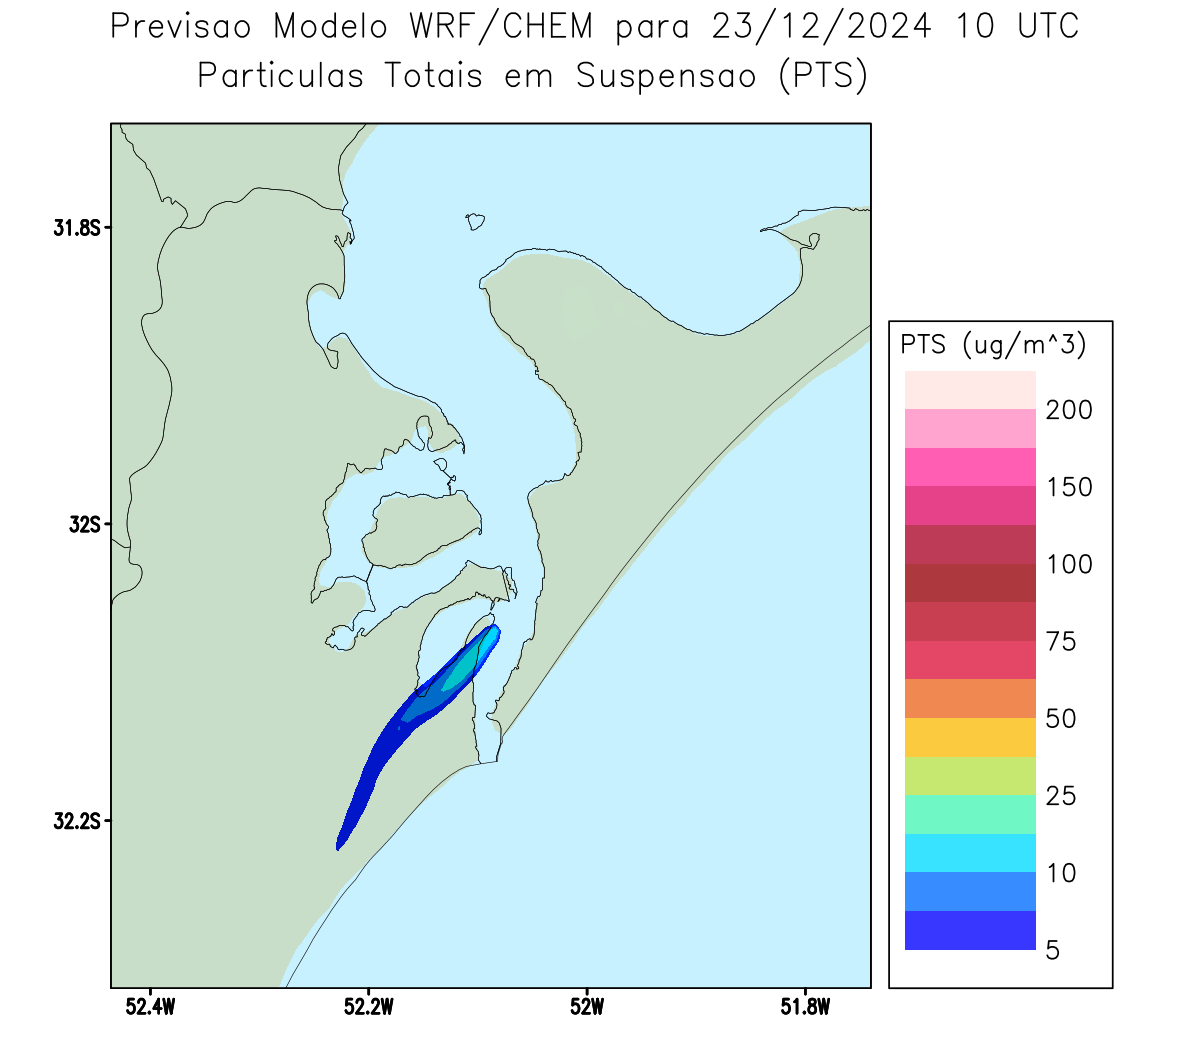 Previsao Modelo WRF/CHEM para 23/12/2024 10 UTC
Particulas Totais em Suspensao (PTS)
31.8S
32S
32.2S
52.4W
52.2W
52W
51.8W
PTS (ug/m^3)
200
150
100
75
50
25
10
5